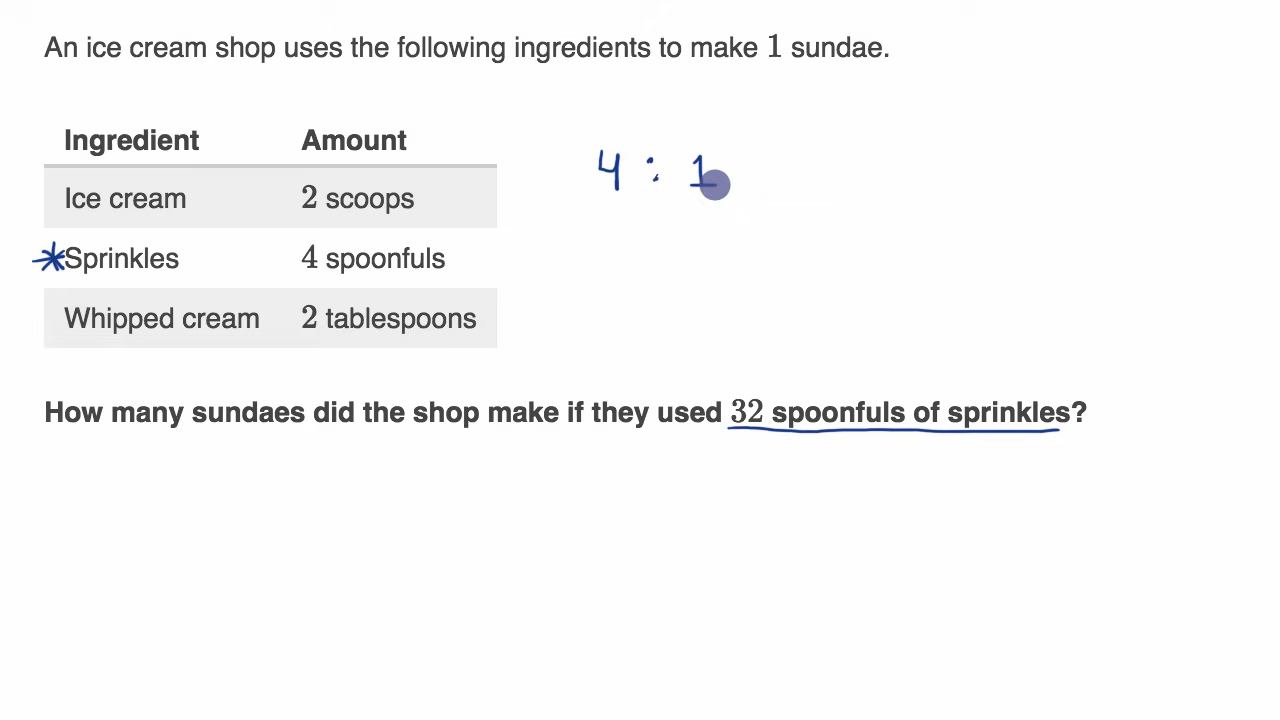 An ice cream shop uses the following ingredients to make 1 sundae.
Ingredient Amount
Ice cream 2 scoops
*Sprinkles 4 spoonfuls
Whipped cream 2 tablespoons
4 : 1
How many sundaes did the shop make if they used 32 spoonfuls of sprinkles?